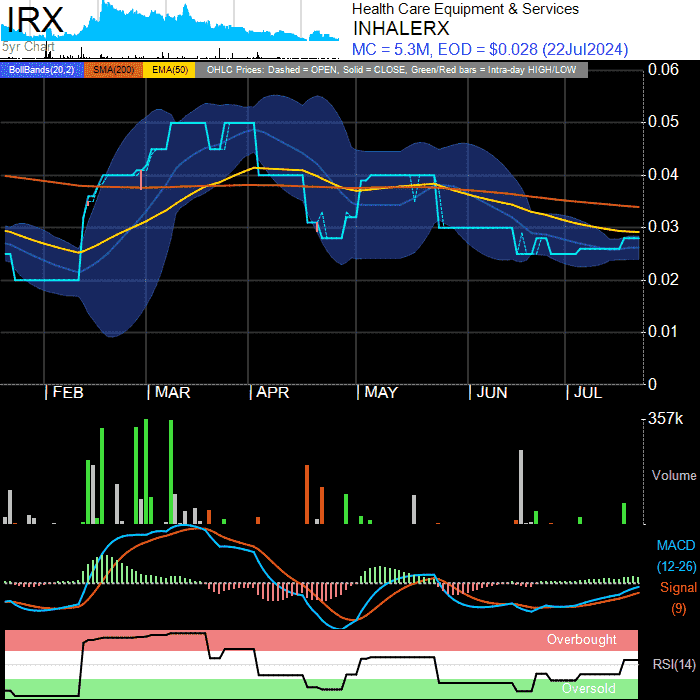 IRX
5yr Chart
Health Care Equipment & Services
INHALERX
MC = 5.3M, EOD = $0.028 (22Jul2024)
BollBands(20,2) SMA(200) EMA(50) OHLC Prices: Dashed = OPEN, Solid = CLOSE, Green/Red bars = Intra-day HIGH/LOW
0.06
0.05
0.04
0.03
0.02
0.01
0
FEB MAR APR MAY JUN JUL
357k
Volume
MACD
(12-26)
Signal
(9)
Overbought
RSI(14)
Oversold